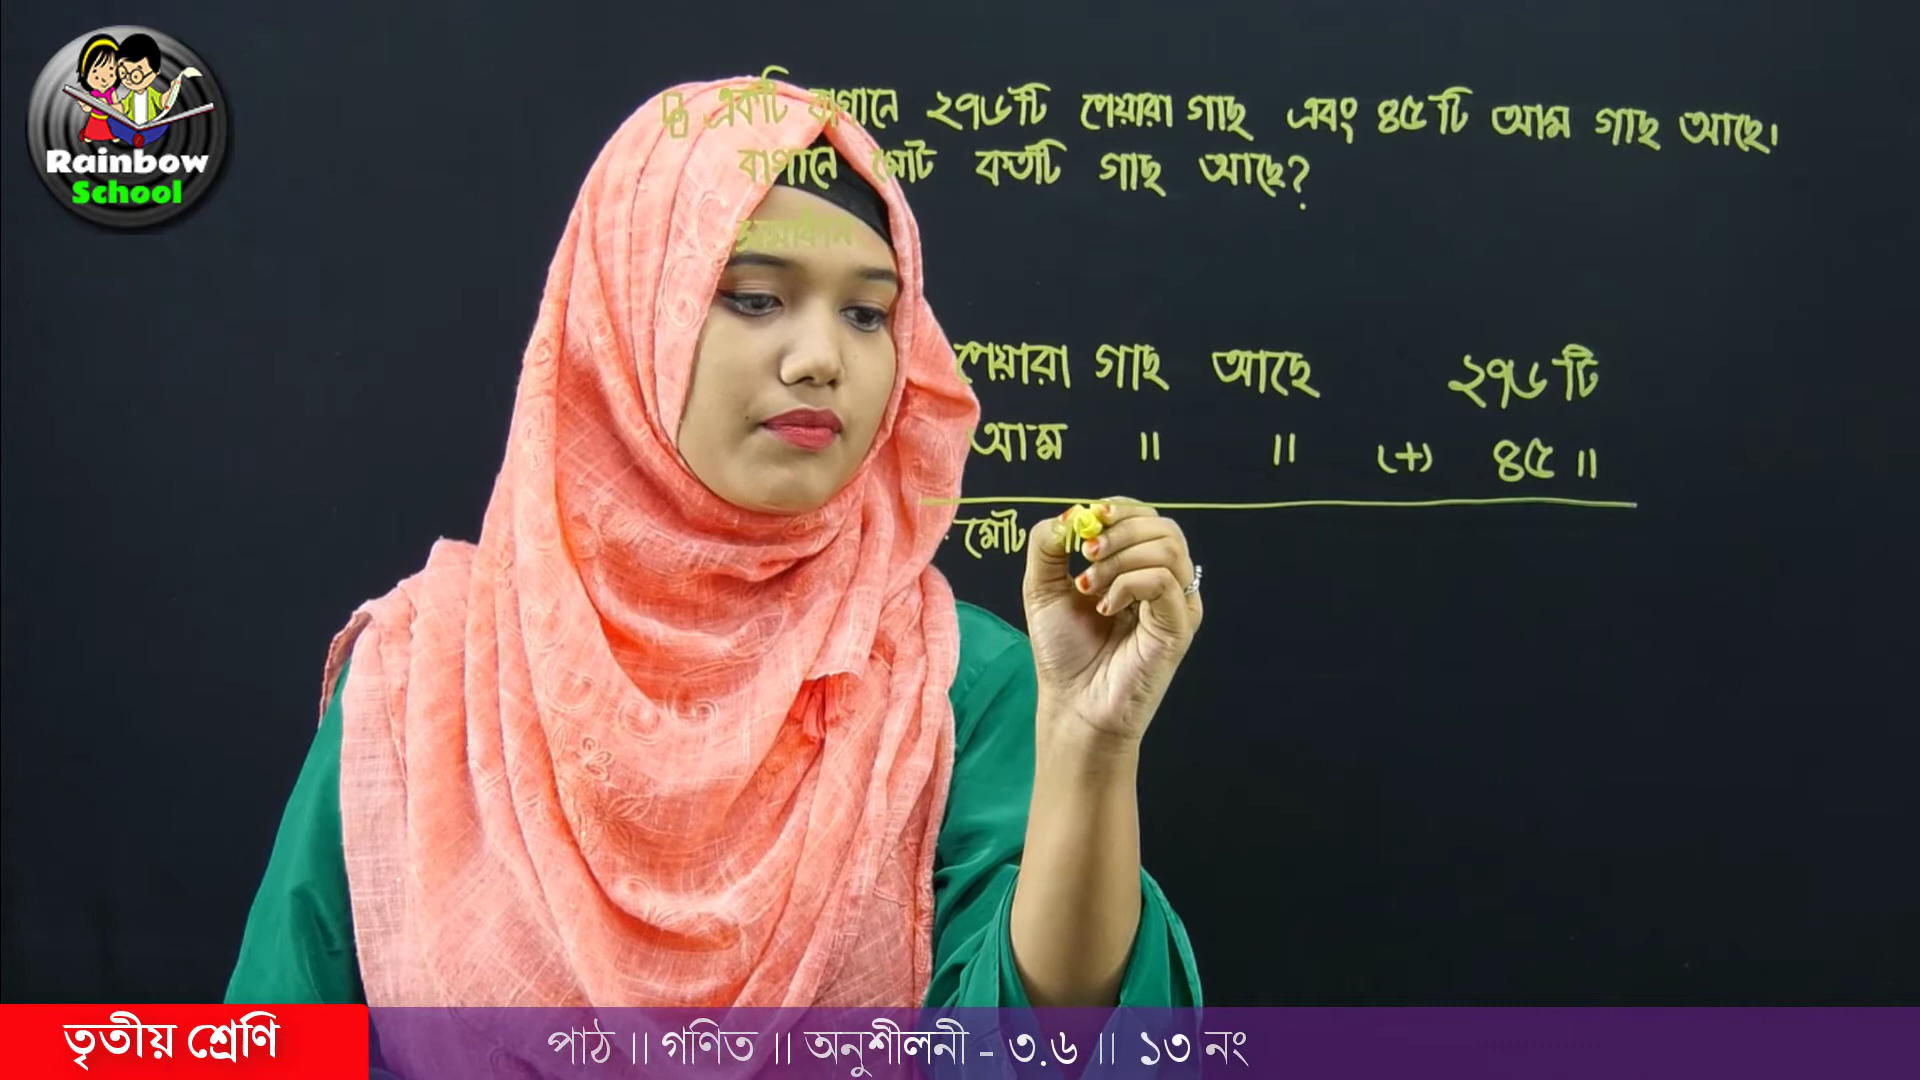 Rainbow
School
একটি বাগানে ২৭৬টি পেয়ারা গাছ এবং ৪৫টি আম গাছ আছে।
বাগানে মোট কতটি গাছ আছে?
সমাধান
পেয়ারা গাছ আছে ২৭৬টি
আম " " (+) ৪৫ "
মোট গা
তৃতীয় শ্রেণি
পাঠ ॥ গণিত ॥ অনুশীলনী - ৩.৬ ॥ ১৩ নং